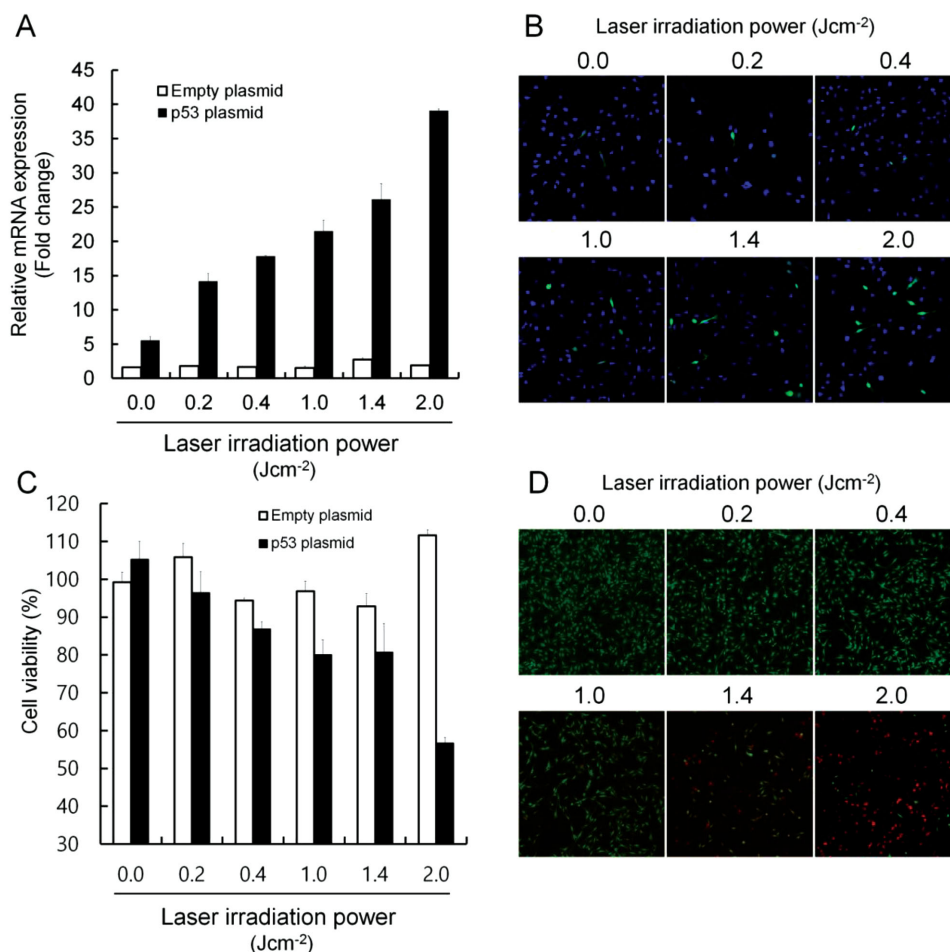 A
Relative mRNA expression
(Fold change)
45
40
35
30
25
20
15
10
5
0
Empty plasmid
p53 plasmid
0.0 0.2 0.4 1.0 1.4 2.0
Laser irradiation power
(Jcm-2)
B
Laser irradiation power (Jcm-2)
0.0 0.2 0.4
1.0 1.4 2.0
C
Cell viability (%)
120
110
100
90
80
70
60
50
40
30
Empty plasmid
p53 plasmid
0.0 0.2 0.4 1.0 1.4 2.0
Laser irradiation power
(Jcm-2)
D
Laser irradiation power (Jcm-2)
0.0 0.2 0.4
1.0 1.4 2.0